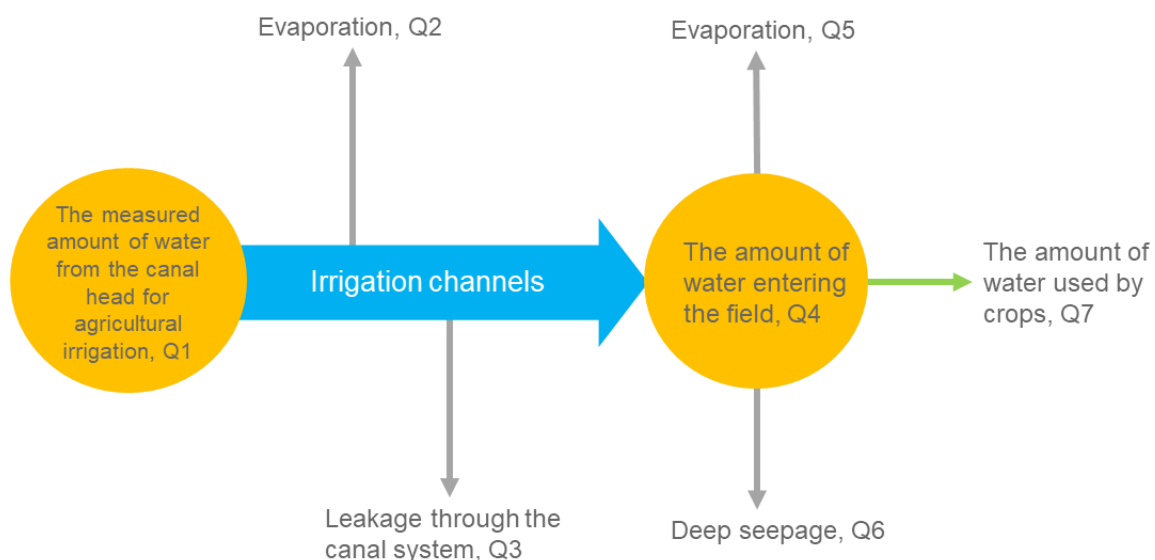 Evaporation, Q2
Evaporation, Q5
The measured
amount of water
from the canal
head for
agricultural
irrigation, Q1
Irrigation channels
The amount of
water entering
the field, Q4
The amount of
water used by
crops, Q7
Leakage through the
canal system, Q3
Deep seepage, Q6